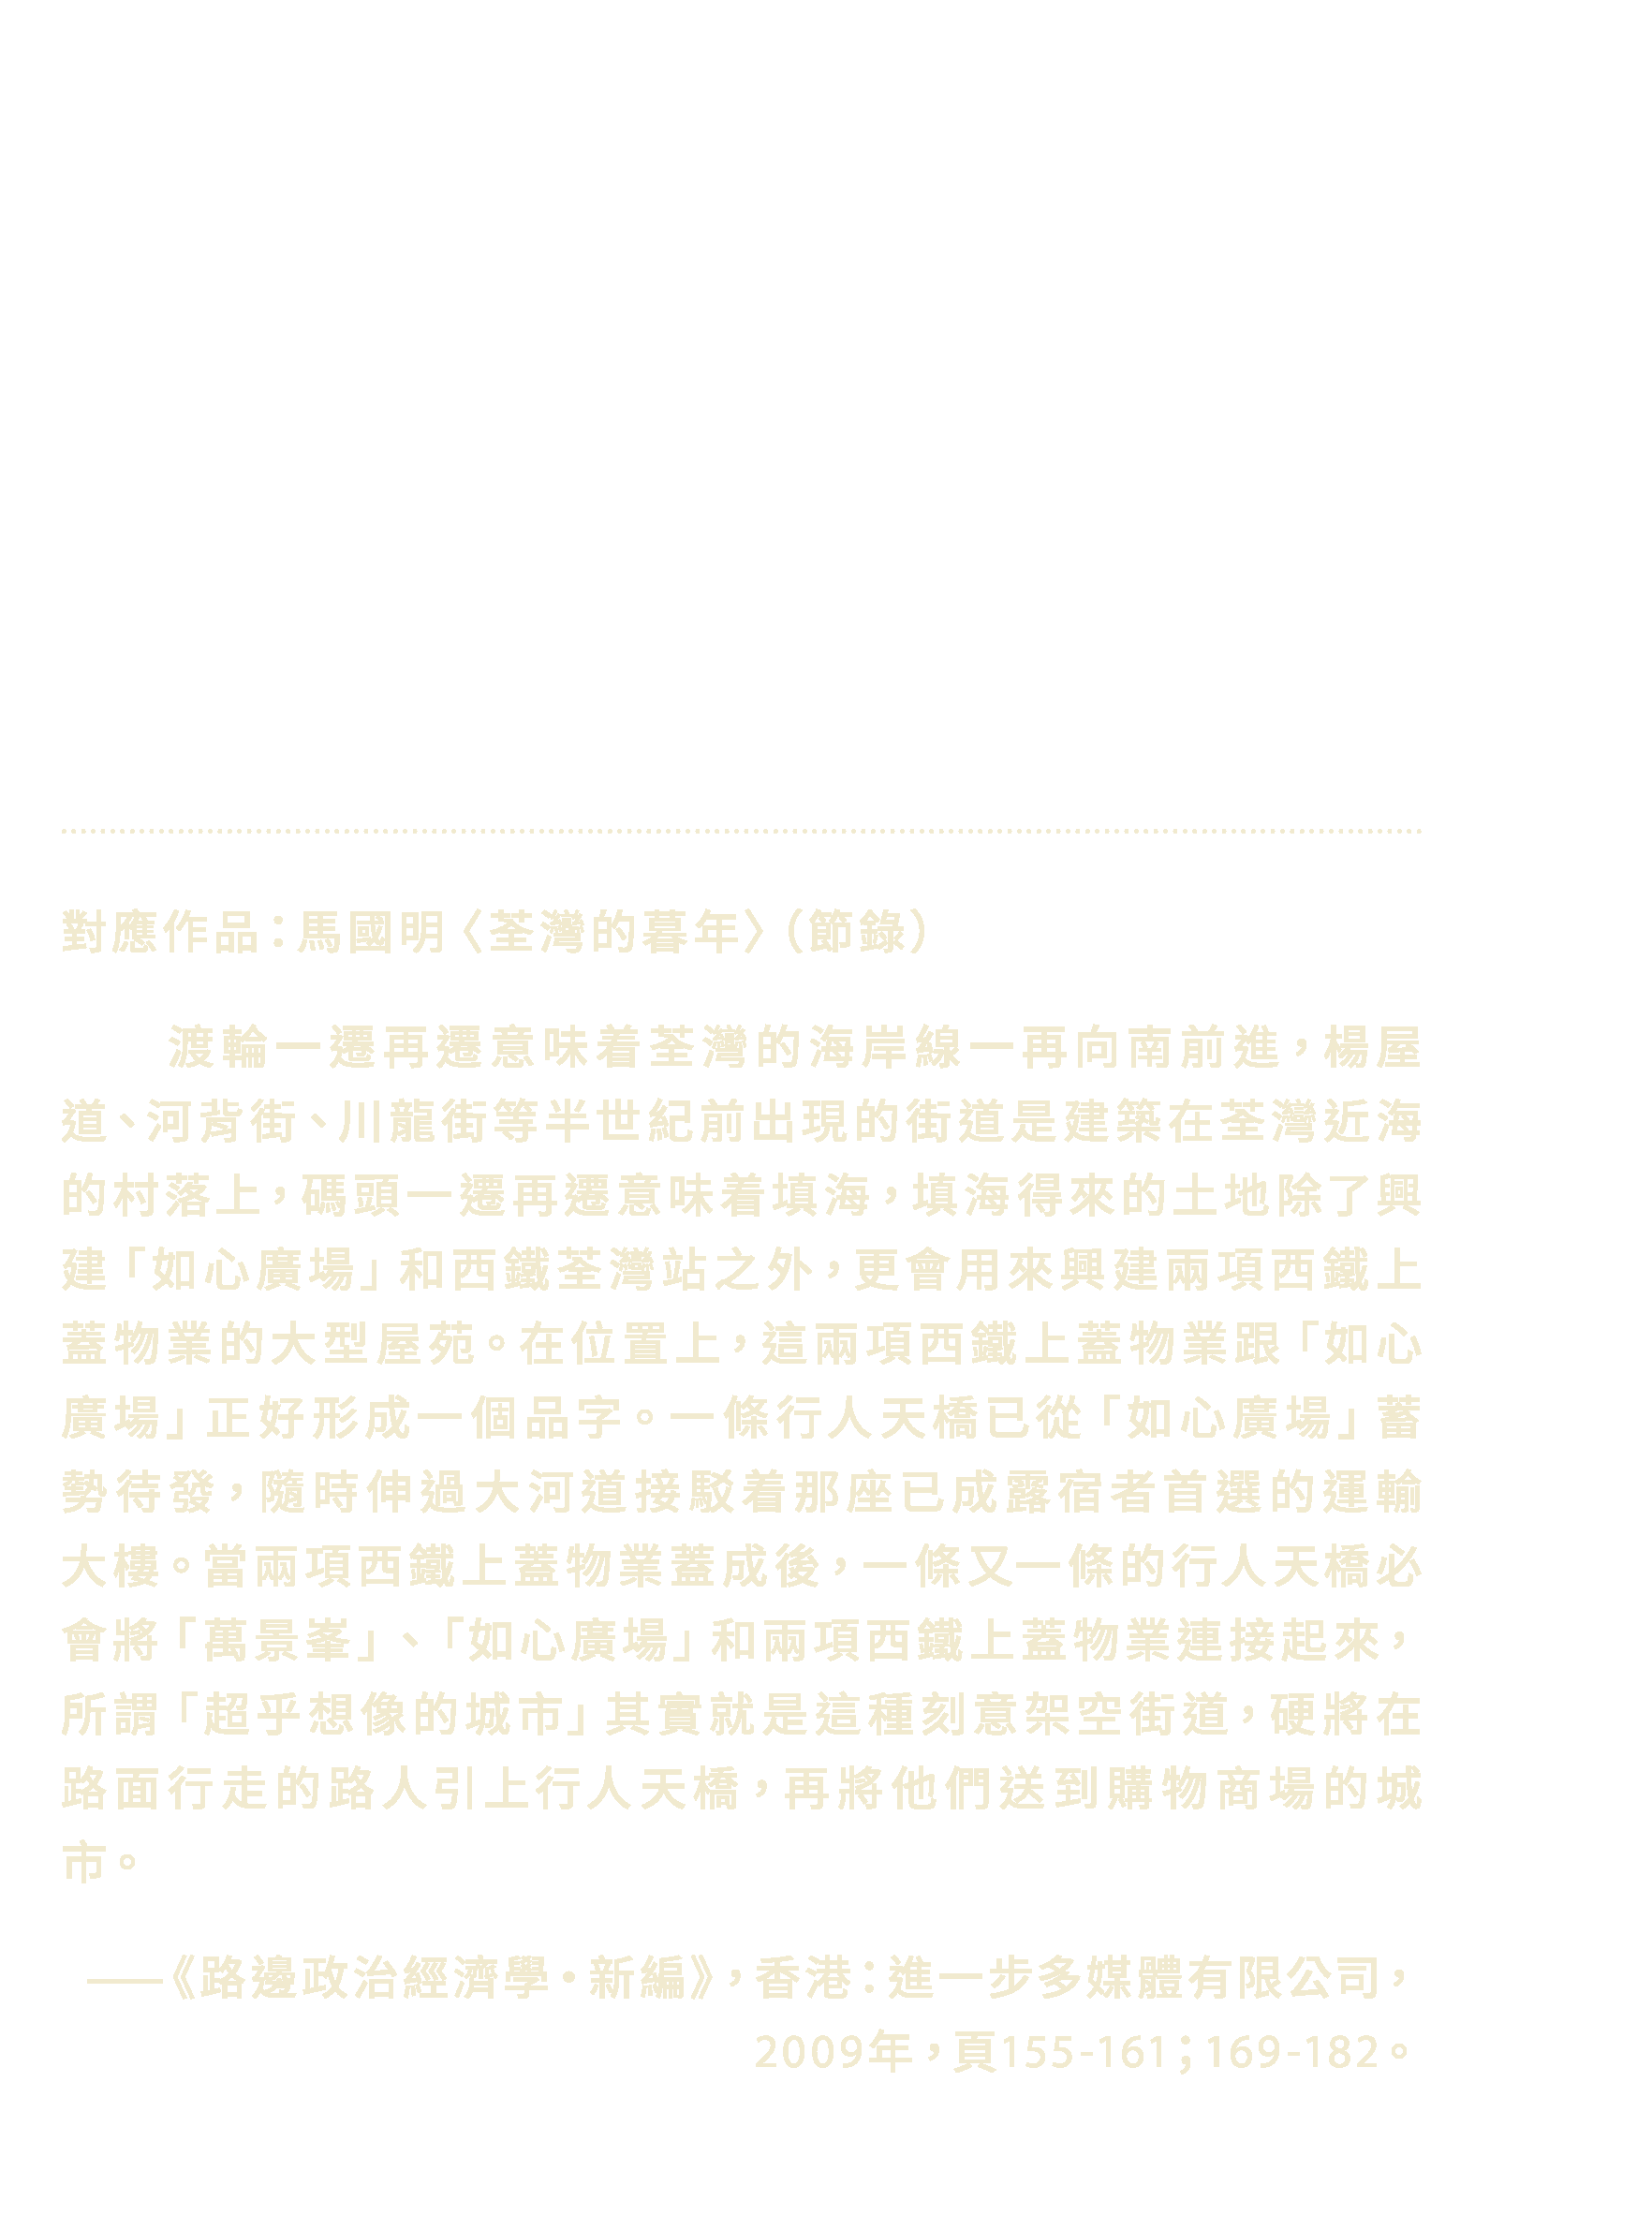 對應作品：馬國明〈荃灣的暮年〉（節錄）
渡輪一遷再遷意味着荃灣的海岸線一再向南前進，楊屋
道、河背街、川龍街等半世紀前出現的街道是建築在荃灣近海
的村落上，碼頭一遷再遷意味着填海，填海得來的土地除了興
建「如心廣場」和西鐵荃灣站之外，更會用來興建兩項西鐵上
蓋物業的大型屋苑。在位置上，這兩項西鐵上蓋物業跟「如心
廣場」正好形成一個品字。一條行人天橋已從「如心廣場」蓄
勢待發，隨時伸過大河道接駁着那座已成露宿者首選的運輸
大樓。當兩項西鐵上蓋物業蓋成後，一條又一條的行人天橋必
會將「萬景峯」、「如心廣場」和兩項西鐵上蓋物業連接起來，
所謂「超乎想像的城市」其實就是這種刻意架空街道，硬將在
路面行走的路人引上行人天橋，再將他們送到購物商場的城
市。
——《路邊政治經濟學·新編》，香港：進一步多媒體有限公司，
2009年，頁155-161；169-182。